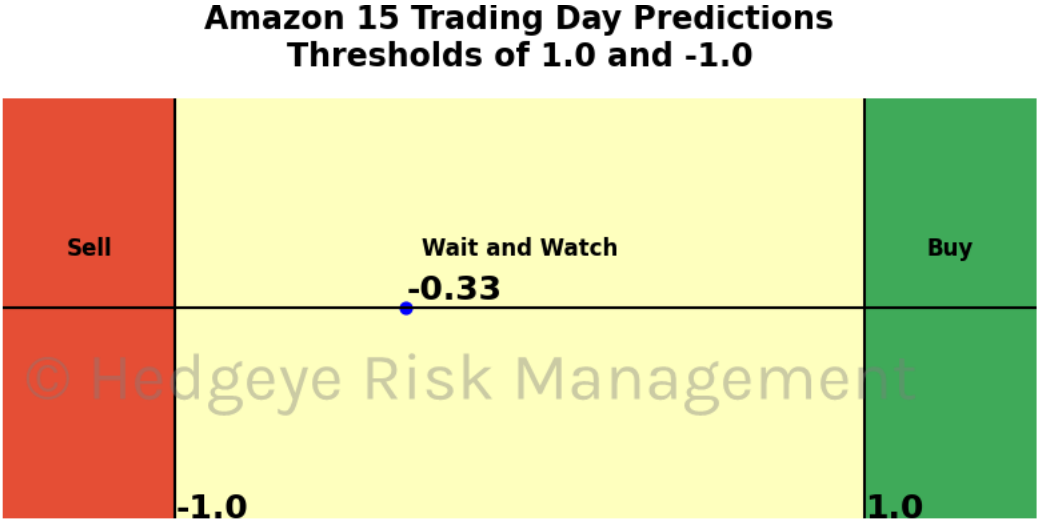 Amazon 15 Trading Day Predictions
Thresholds of 1.0 and -1.0
Sell
Wait and Watch
Buy
-0.33
© Hedgeye Risk Management
-1.0
1.0